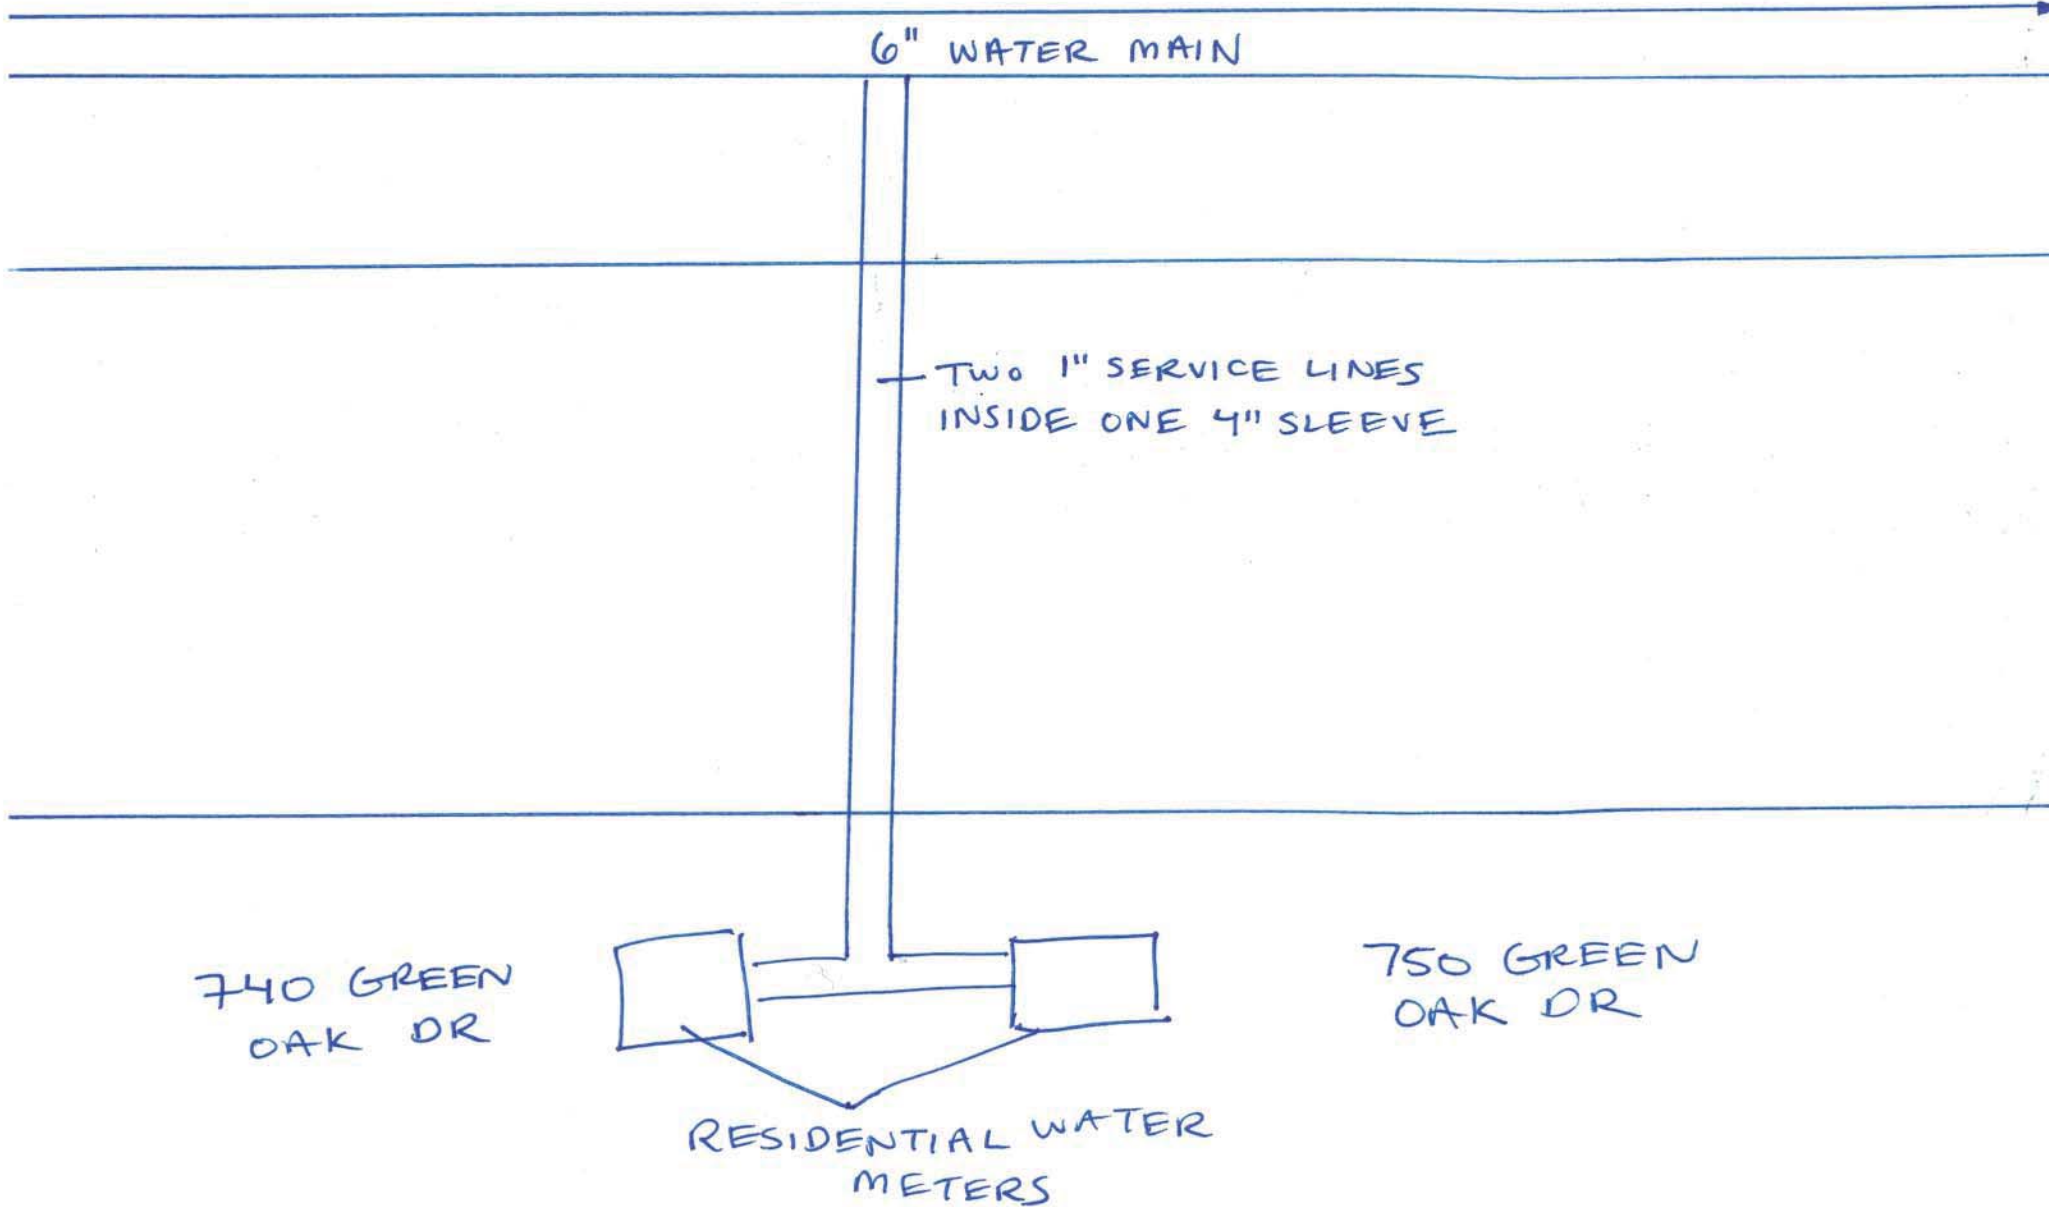 6" WATER MAIN
TWO 1" SERVICE LINES
INSIDE ONE 4" SLEEVE
740 GREEN
OAK DR
750 GREEN
OAK DR
RESIDENTIAL WATER
METERS